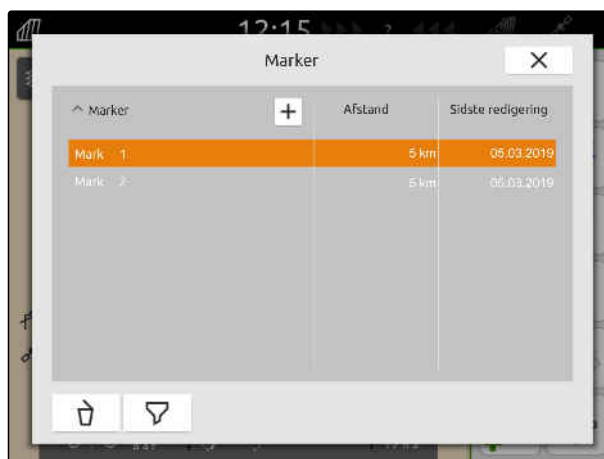 12:15
Marker
Marker
Afstand
Sidste redigering
Mark 1
5 km
05.03.2019
Mark 2
5 km
05.03.2019